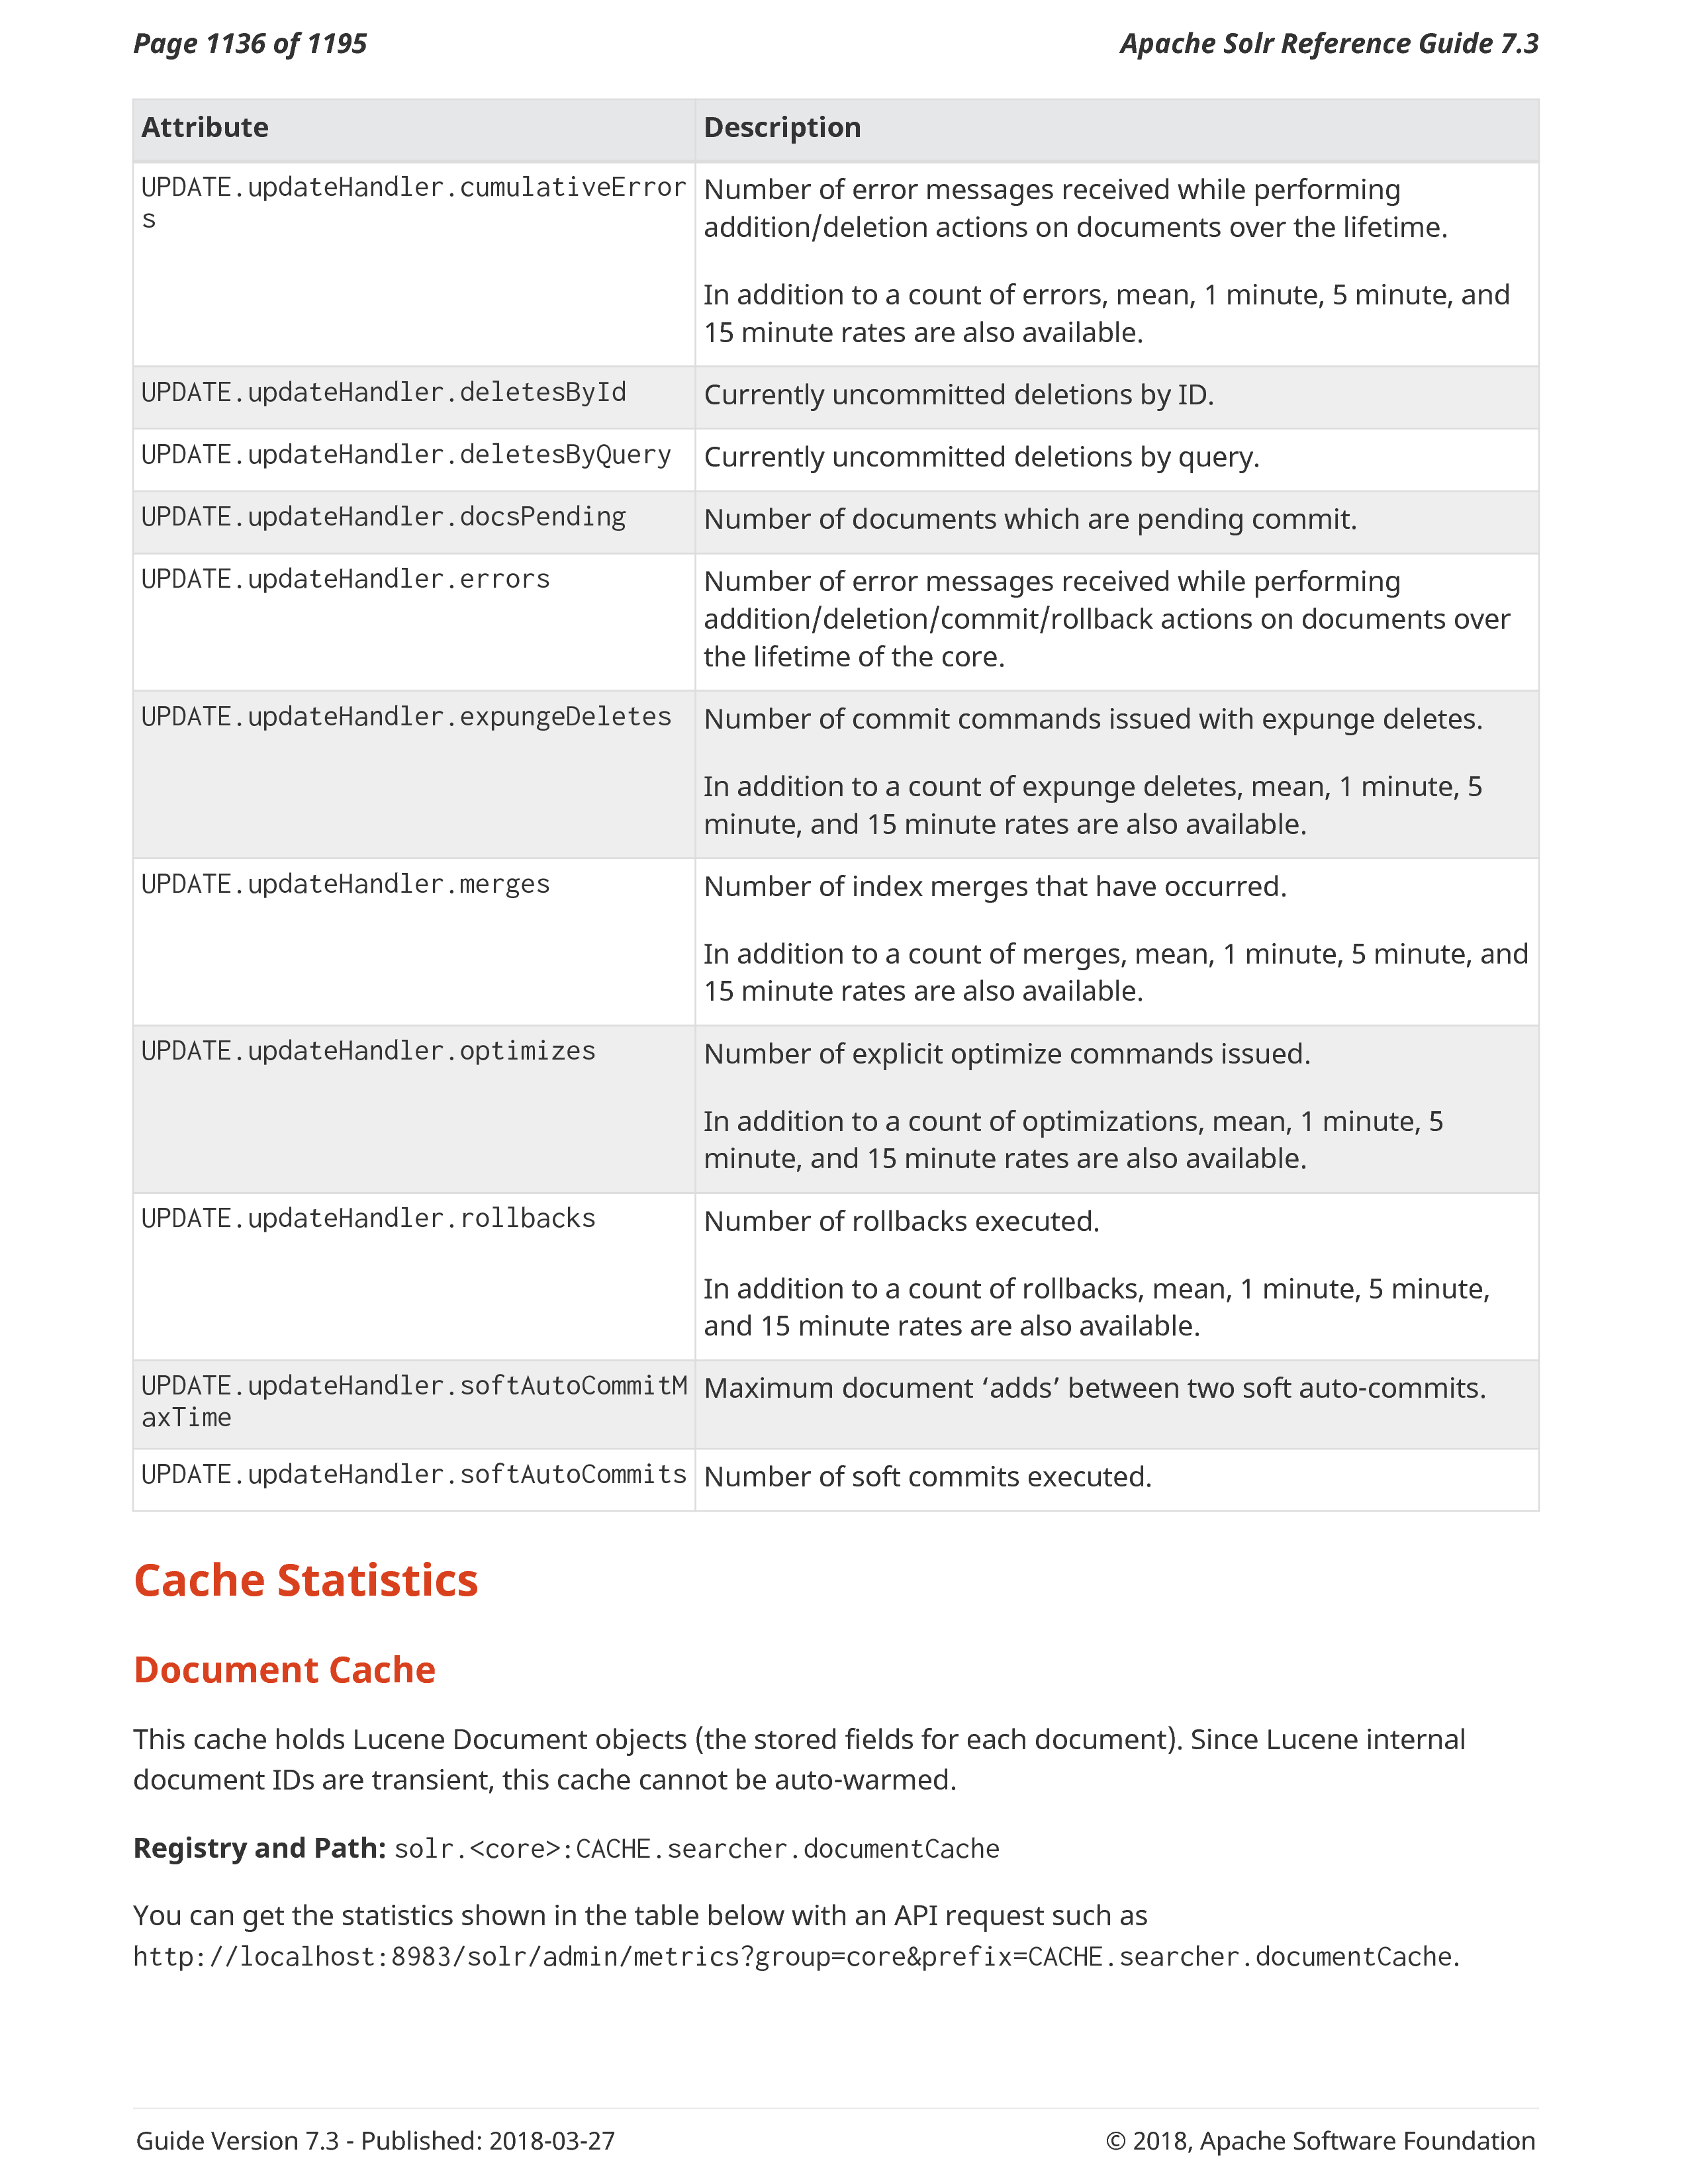 Page 1136 of 1195
Apache Solr Reference Guide 7.3
Attribute
Description
UPDATE.updateHandler.cumulativeError
s
Number of error messages received while performing
addition/deletion actions on documents over the lifetime.
In addition to a count of errors, mean, 1 minute, 5 minute, and
15 minute rates are also available.
UPDATE.updateHandler.deletesById
Currently uncommitted deletions by ID.
UPDATE.updateHandler.deletesByQuery
Currently uncommitted deletions by query.
UPDATE.updateHandler.docsPending
Number of documents which are pending commit.
UPDATE.updateHandler.errors
Number of error messages received while performing
addition/deletion/commit/rollback actions on documents over
the lifetime of the core.
UPDATE.updateHandler.expungeDeletes
Number of commit commands issued with expunge deletes.
In addition to a count of expunge deletes, mean, 1 minute, 5
minute, and 15 minute rates are also available.
UPDATE.updateHandler.merges
Number of index merges that have occurred.
In addition to a count of merges, mean, 1 minute, 5 minute, and
15 minute rates are also available.
UPDATE.updateHandler.optimizes
Number of explicit optimize commands issued.
In addition to a count of optimizations, mean, 1 minute, 5
minute, and 15 minute rates are also available.
UPDATE.updateHandler.rollbacks
Number of rollbacks executed.
In addition to a count of rollbacks, mean, 1 minute, 5 minute,
and 15 minute rates are also available.
UPDATE.updateHandler.softAutoCommitM
axTime
Maximum document ‘adds’ between two soft auto-commits.
UPDATE.updateHandler.softAutoCommits
Number of soft commits executed.
Cache Statistics
Document Cache
This cache holds Lucene Document objects (the stored fields for each document). Since Lucene internal
document IDs are transient, this cache cannot be auto-warmed.
Registry and Path: solr.<core>:CACHE.searcher.documentCache
You can get the statistics shown in the table below with an API request such as
http://localhost:8983/solr/admin/metrics?group=core&prefix=CACHE.searcher.documentCache.
Guide Version 7.3 - Published: 2018-03-27
© 2018, Apache Software Foundation